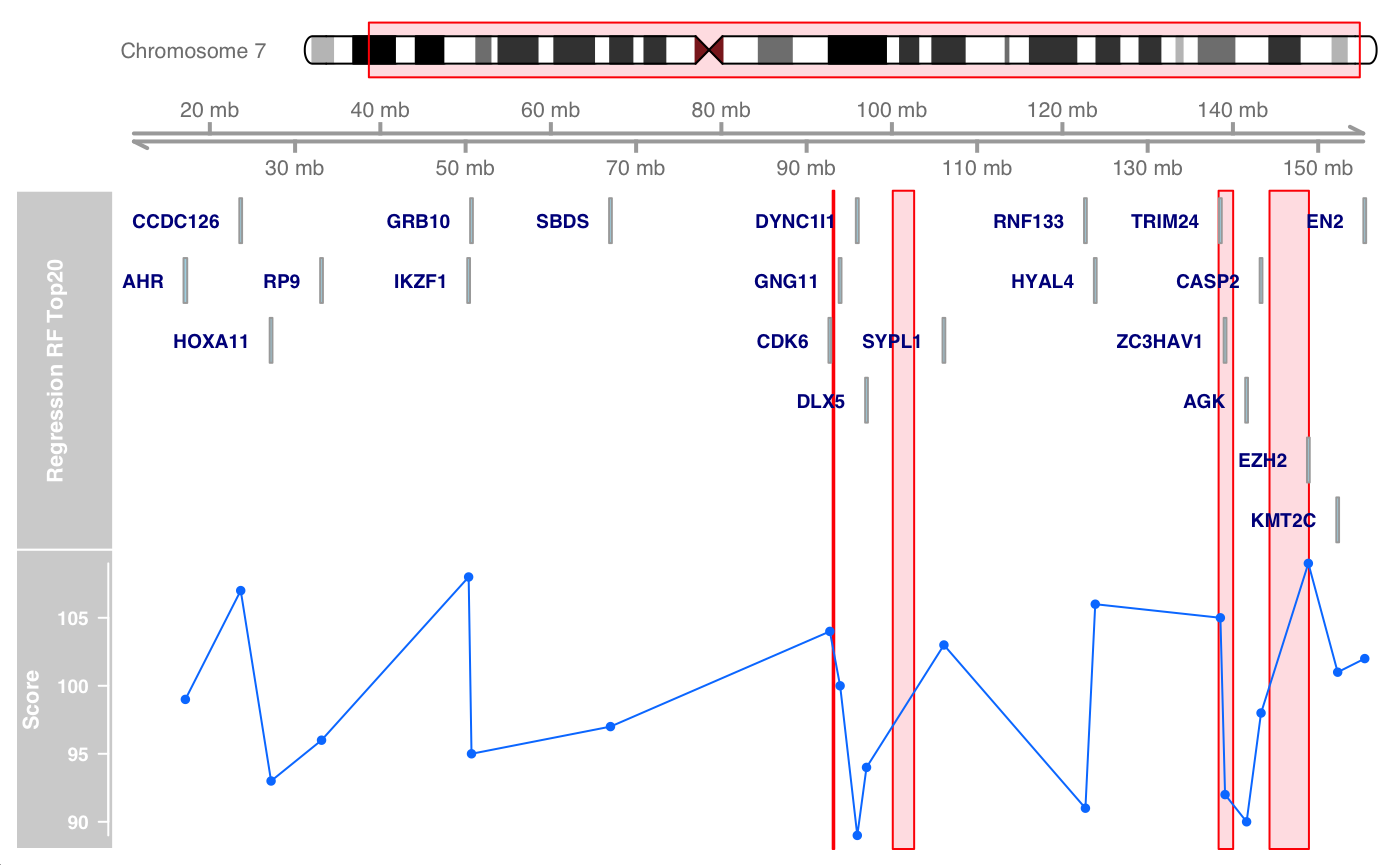 Chromosome 7
20 mb 40 mb 60 mb 80 mb 100 mb 120 mb 140 mb
30 mb 50 mb 70 mb 90 mb 110 mb 130 mb 150 mb
Regression RF Top20
CCDC126 GRB10 SBDS DYNC1I1 RNF133 TRIM24 EN2
AHR RP9 IKZF1 GNG11 HYAL4 CASP2
HOXA11 CDK6 SYPL1 ZC3HAV1
DLX5 AGK
EZH2
KMT2C
Score
105
100
95
90